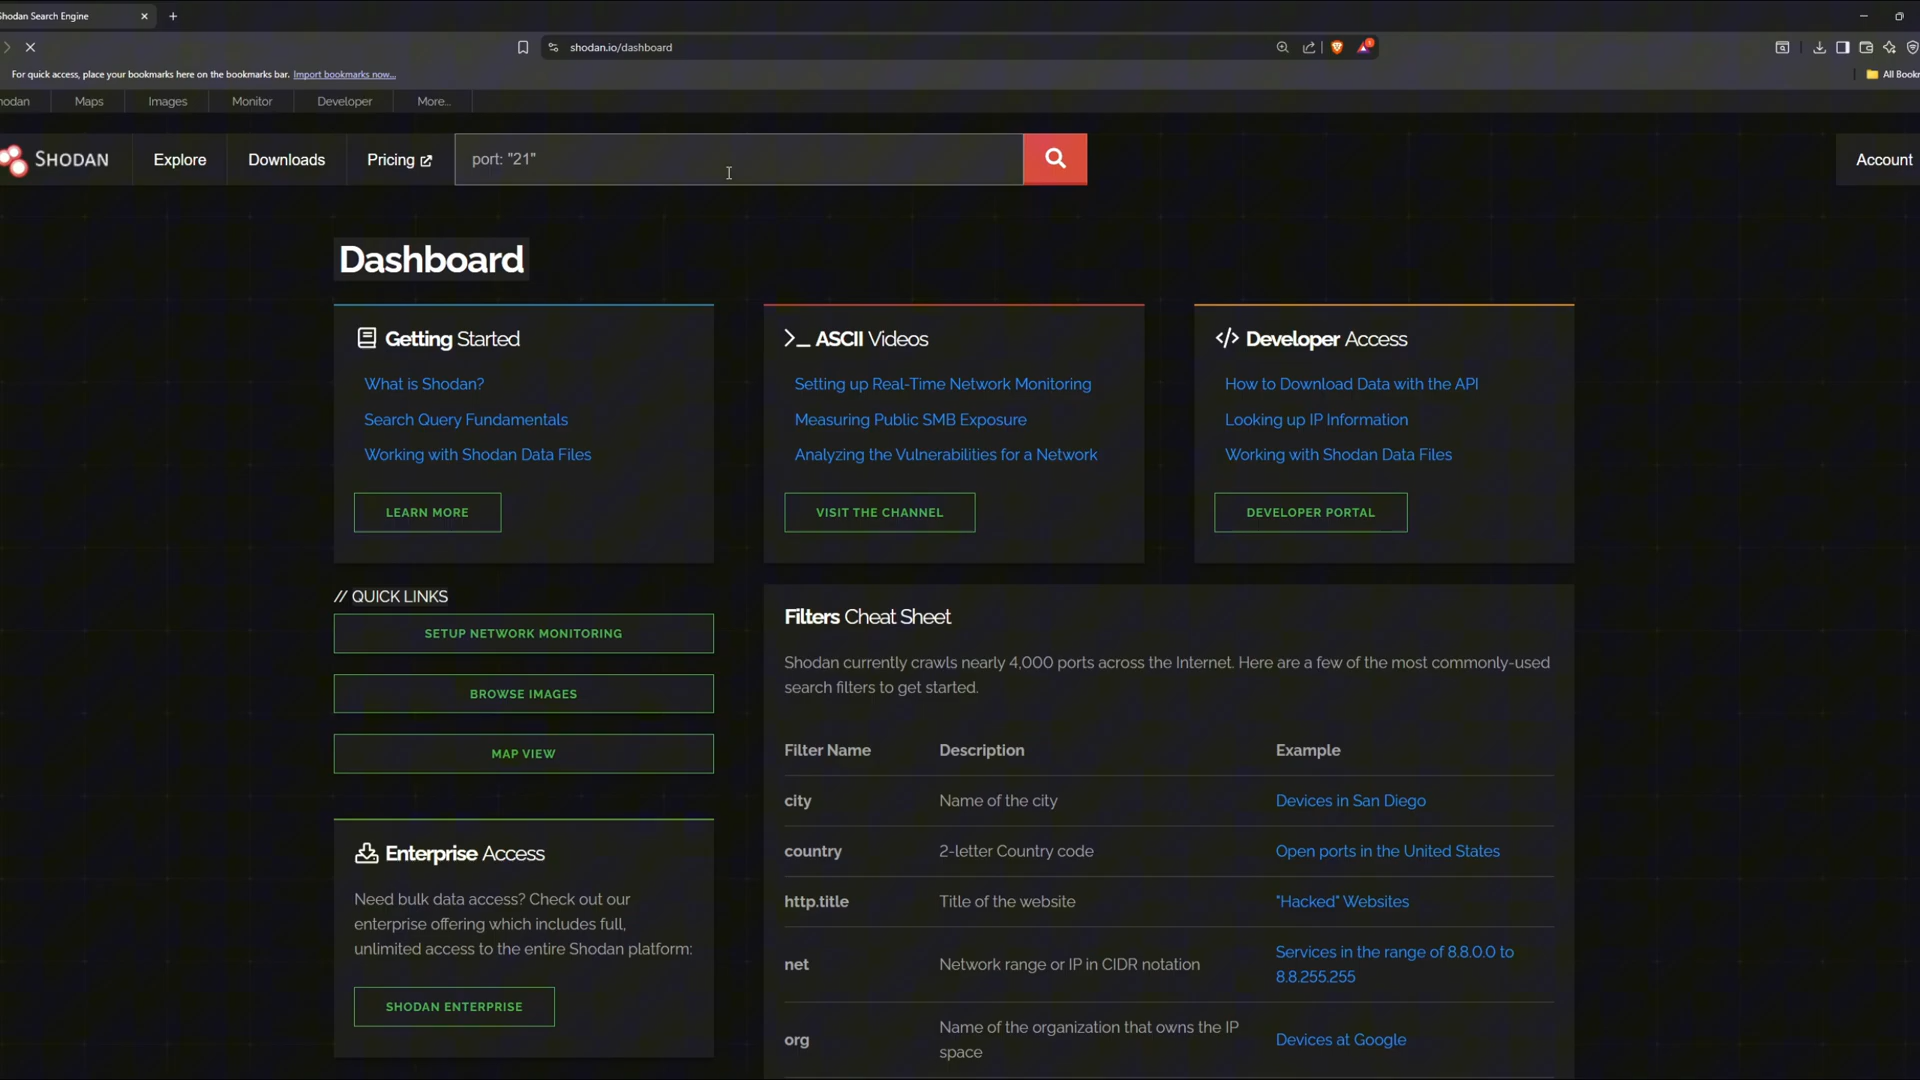 Shodan Search Engine
shodan.io/dashboard
For quick access, place your bookmarks here on the bookmarks bar. Import bookmarks now...
All Bookr
hodan
Maps
Images
Monitor
Developer
More...
SHODAN
Explore
Downloads
Pricing
port: "21"
Account
Dashboard
Getting Started
What is Shodan?
Search Query Fundamentals
Working with Shodan Data Files
LEARN MORE
ASCII Videos
Setting up Real-Time Network Monitoring
Measuring Public SMB Exposure
Analyzing the Vulnerabilities for a Network
VISIT THE CHANNEL
Developer Access
How to Download Data with the API
Looking up IP Information
Working with Shodan Data Files
DEVELOPER PORTAL
// QUICK LINKS
SETUP NETWORK MONITORING
BROWSE IMAGES
MAP VIEW
Enterprise Access
Need bulk data access? Check out our
enterprise offering which includes full,
unlimited access to the entire Shodan platform:
SHODAN ENTERPRISE
Filters Cheat Sheet
Shodan currently crawls nearly 4,000 ports across the Internet. Here are a few of the most commonly-used
search filters to get started.
Filter Name Description Example
city Name of the city Devices in San Diego
country 2-letter Country code Open ports in the United States
http.title Title of the website "Hacked" Websites
net Network range or IP in CIDR notation Services in the range of 8.8.0.0 to
8.8.255.255
org Name of the organization that owns the IP
space Devices at Google